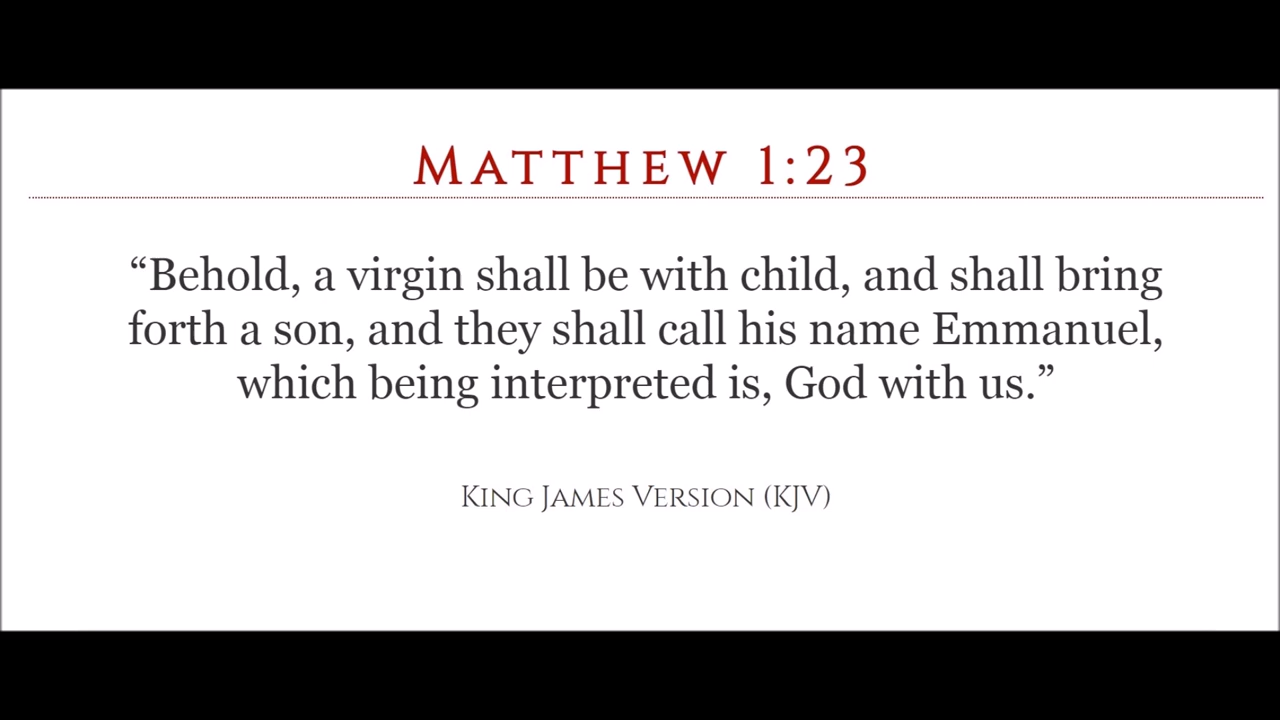 Matthew 1:23
“Behold, a virgin shall be with child, and shall bring
forth a son, and they shall call his name Emmanuel,
which being interpreted is, God with us.”
King James Version (KJV)